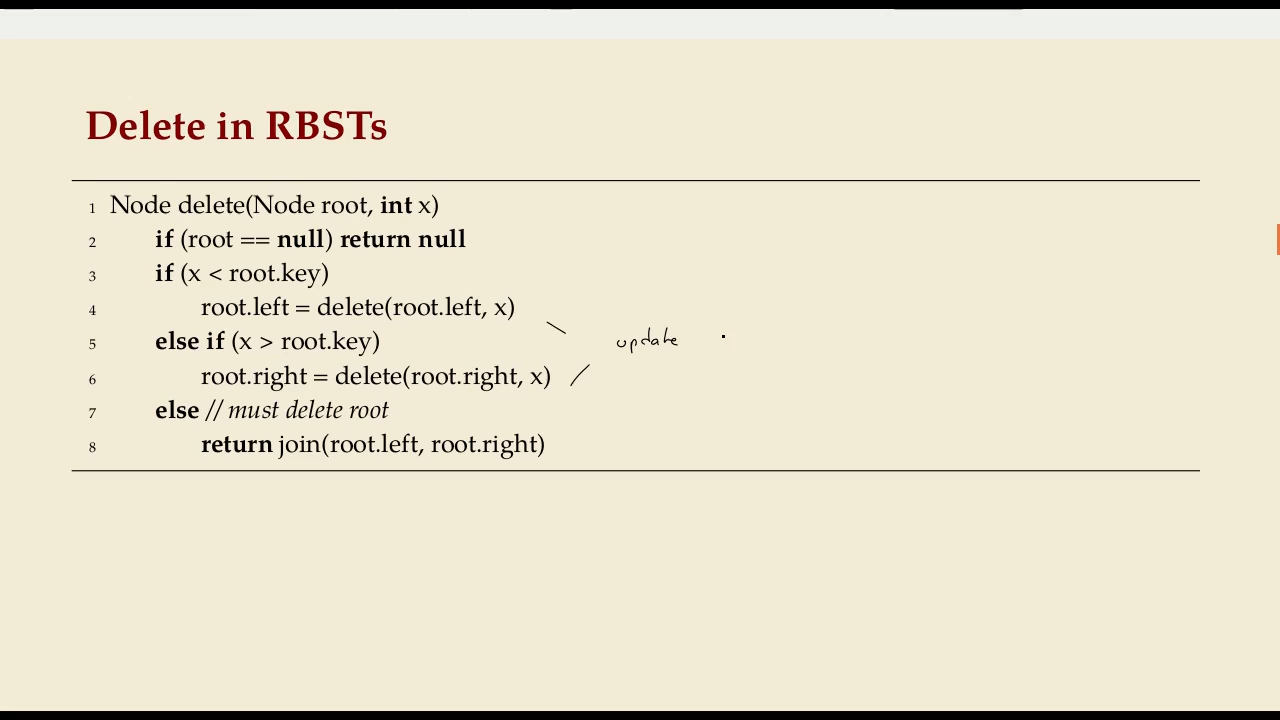 Delete in RBSTs
1 Node delete(Node root, int x)
2 if (root == null) return null
3 if (x < root.key)
4 root.left = delete(root.left, x)
5 else if (x > root.key)
update
6 root.right = delete(root.right, x)
7 else // must delete root
8 return join(root.left, root.right)